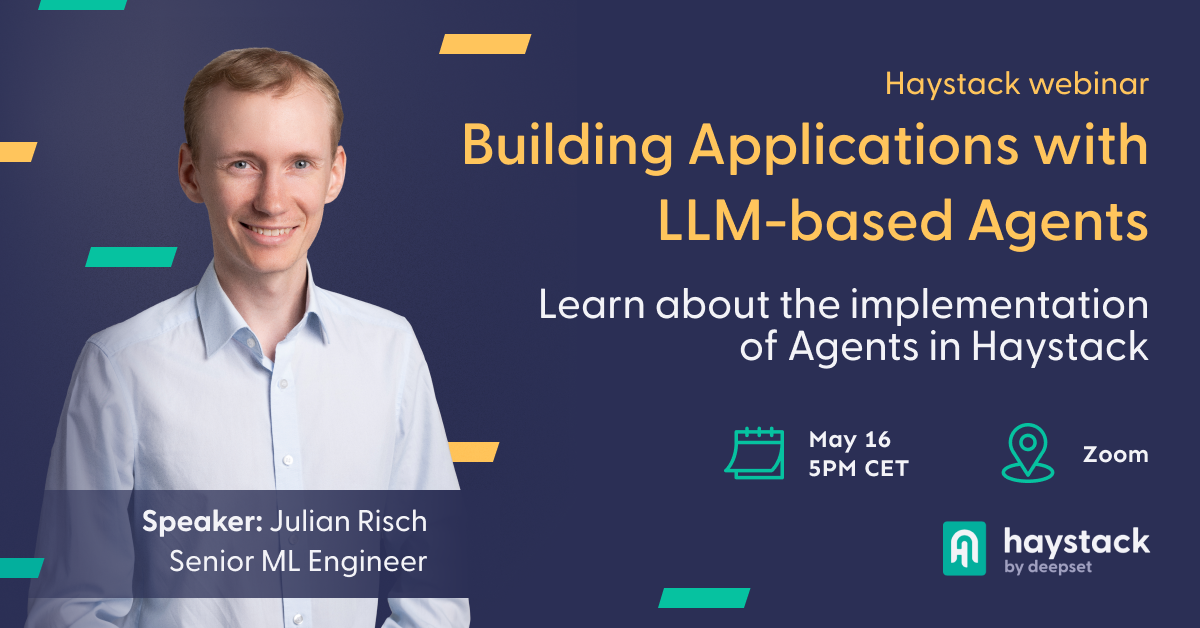 Haystack webinar
Building Applications with
LLM-based Agents
Learn about the implementation
of Agents in Haystack
May 16
5PM CET
Zoom
Speaker: Julian Risch
Senior ML Engineer
haystack
by deepset